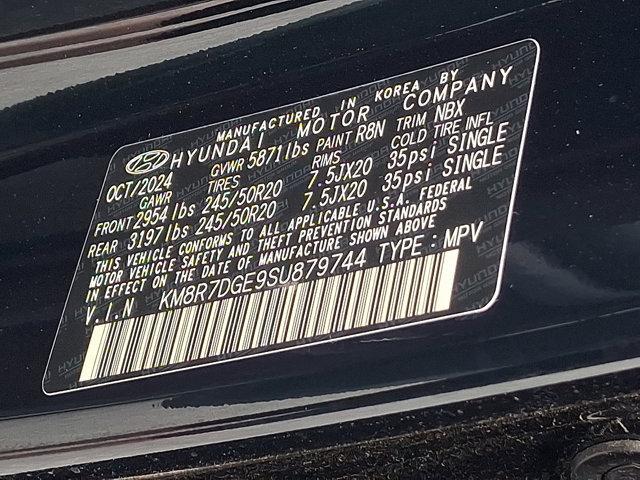 MANUFACTURED IN KOREA BY
HYUNDAI MOTOR COMPANY
OCT/2024 GVWR 5871lbs PAINT R8N TRIM NBX
GAWR TIRES RIMS COLD TIRE INFL
FRONT 2954 lbs 245/50R20 7.5JX20 35psi SINGLE
REAR 3197 lbs 245/50R20 7.5JX20 35psi SINGLE
THIS VEHICLE CONFORMS TO ALL APPLICABLE U.S.A. FEDERAL
MOTOR VEHICLE SAFETY AND THEFT PREVENTION STANDARDS
IN EFFECT ON THE DATE OF MANUFACTURE SHOWN ABOVE
V.I.N KM8R7DGE9SU879744 TYPE : MPV